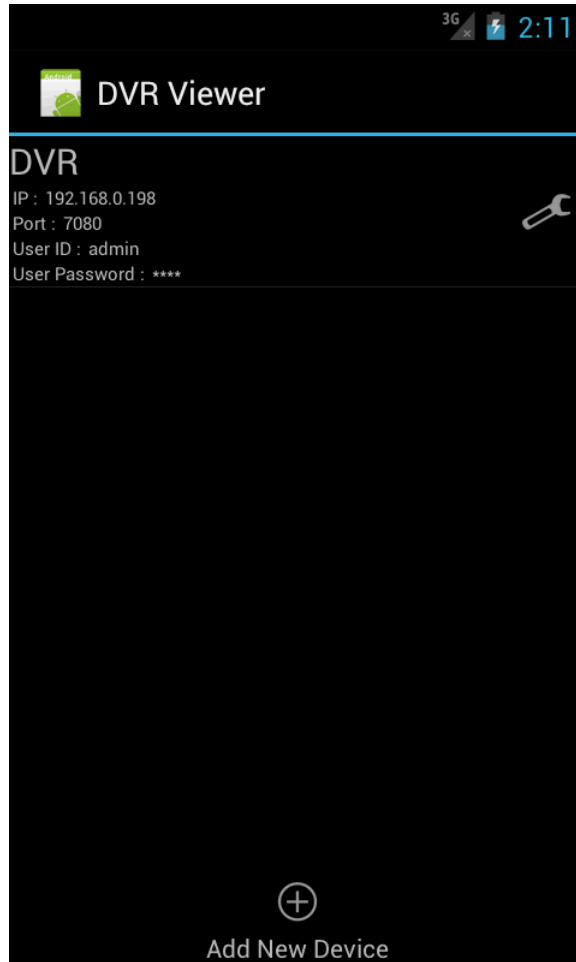 3G 2:11
Android
DVR Viewer
DVR
IP : 192.168.0.198
Port : 7080
User ID : admin
User Password : ****
Add New Device